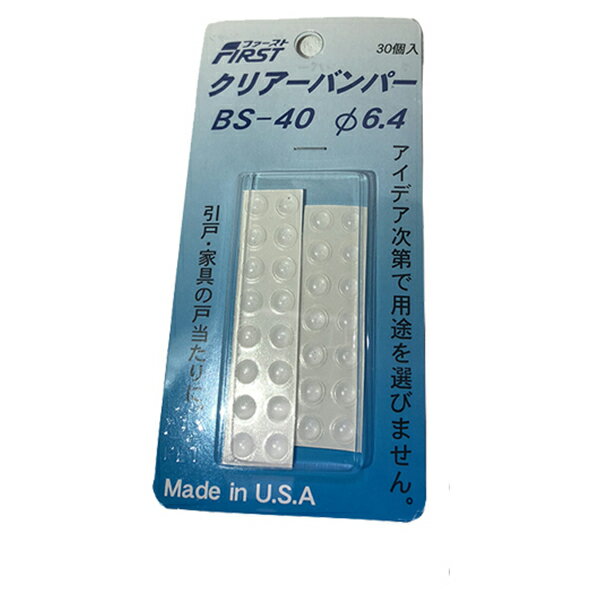 ファースト
FIRST
30個入
クリアーバンパー
BS-40 φ6.4
アイデア次第で用途を選びません。
引戸・家具の戸当たりに
Made in U.S.A